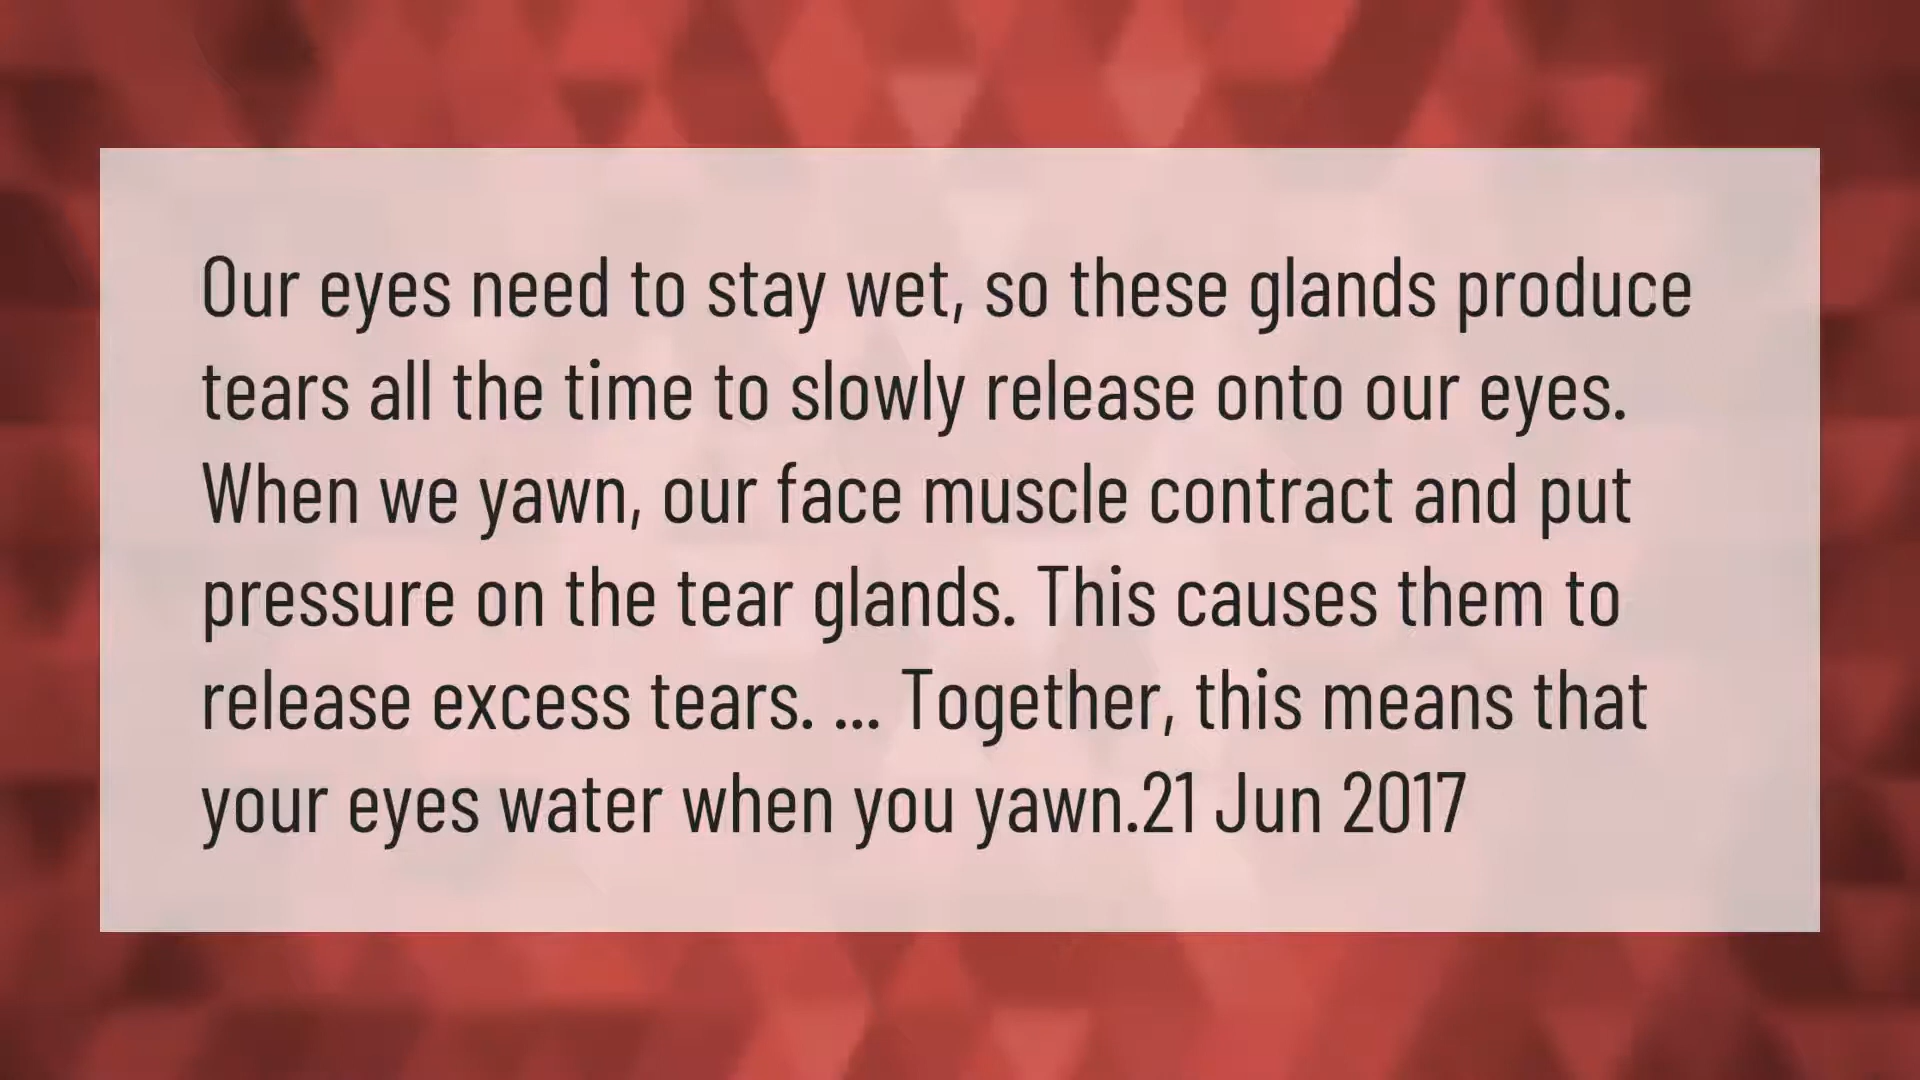 Our eyes need to stay wet, so these glands produce
tears all the time to slowly release onto our eyes.
When we yawn, our face muscle contract and put
pressure on the tear glands. This causes them to
release excess tears. ... Together, this means that
your eyes water when you yawn.21 Jun 2017